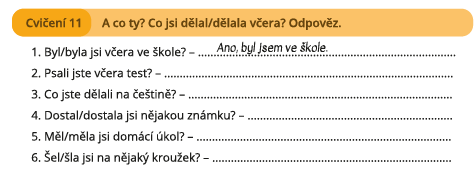 Cvičení 11 A co ty? Co jsi dělal/dělala včera? Odpověz.
1. Byl/byla jsi včera ve škole? – Ano, byl jsem ve škole.
2. Psali jste včera test? – ...............
3. Co jste dělali na češtině? – ...............
4. Dostal/dostala jsi nějakou známku? – ...............
5. Měl/měla jsi domácí úkol? – ...............
6. Šel/šla jsi na nějaký kroužek? – ...............